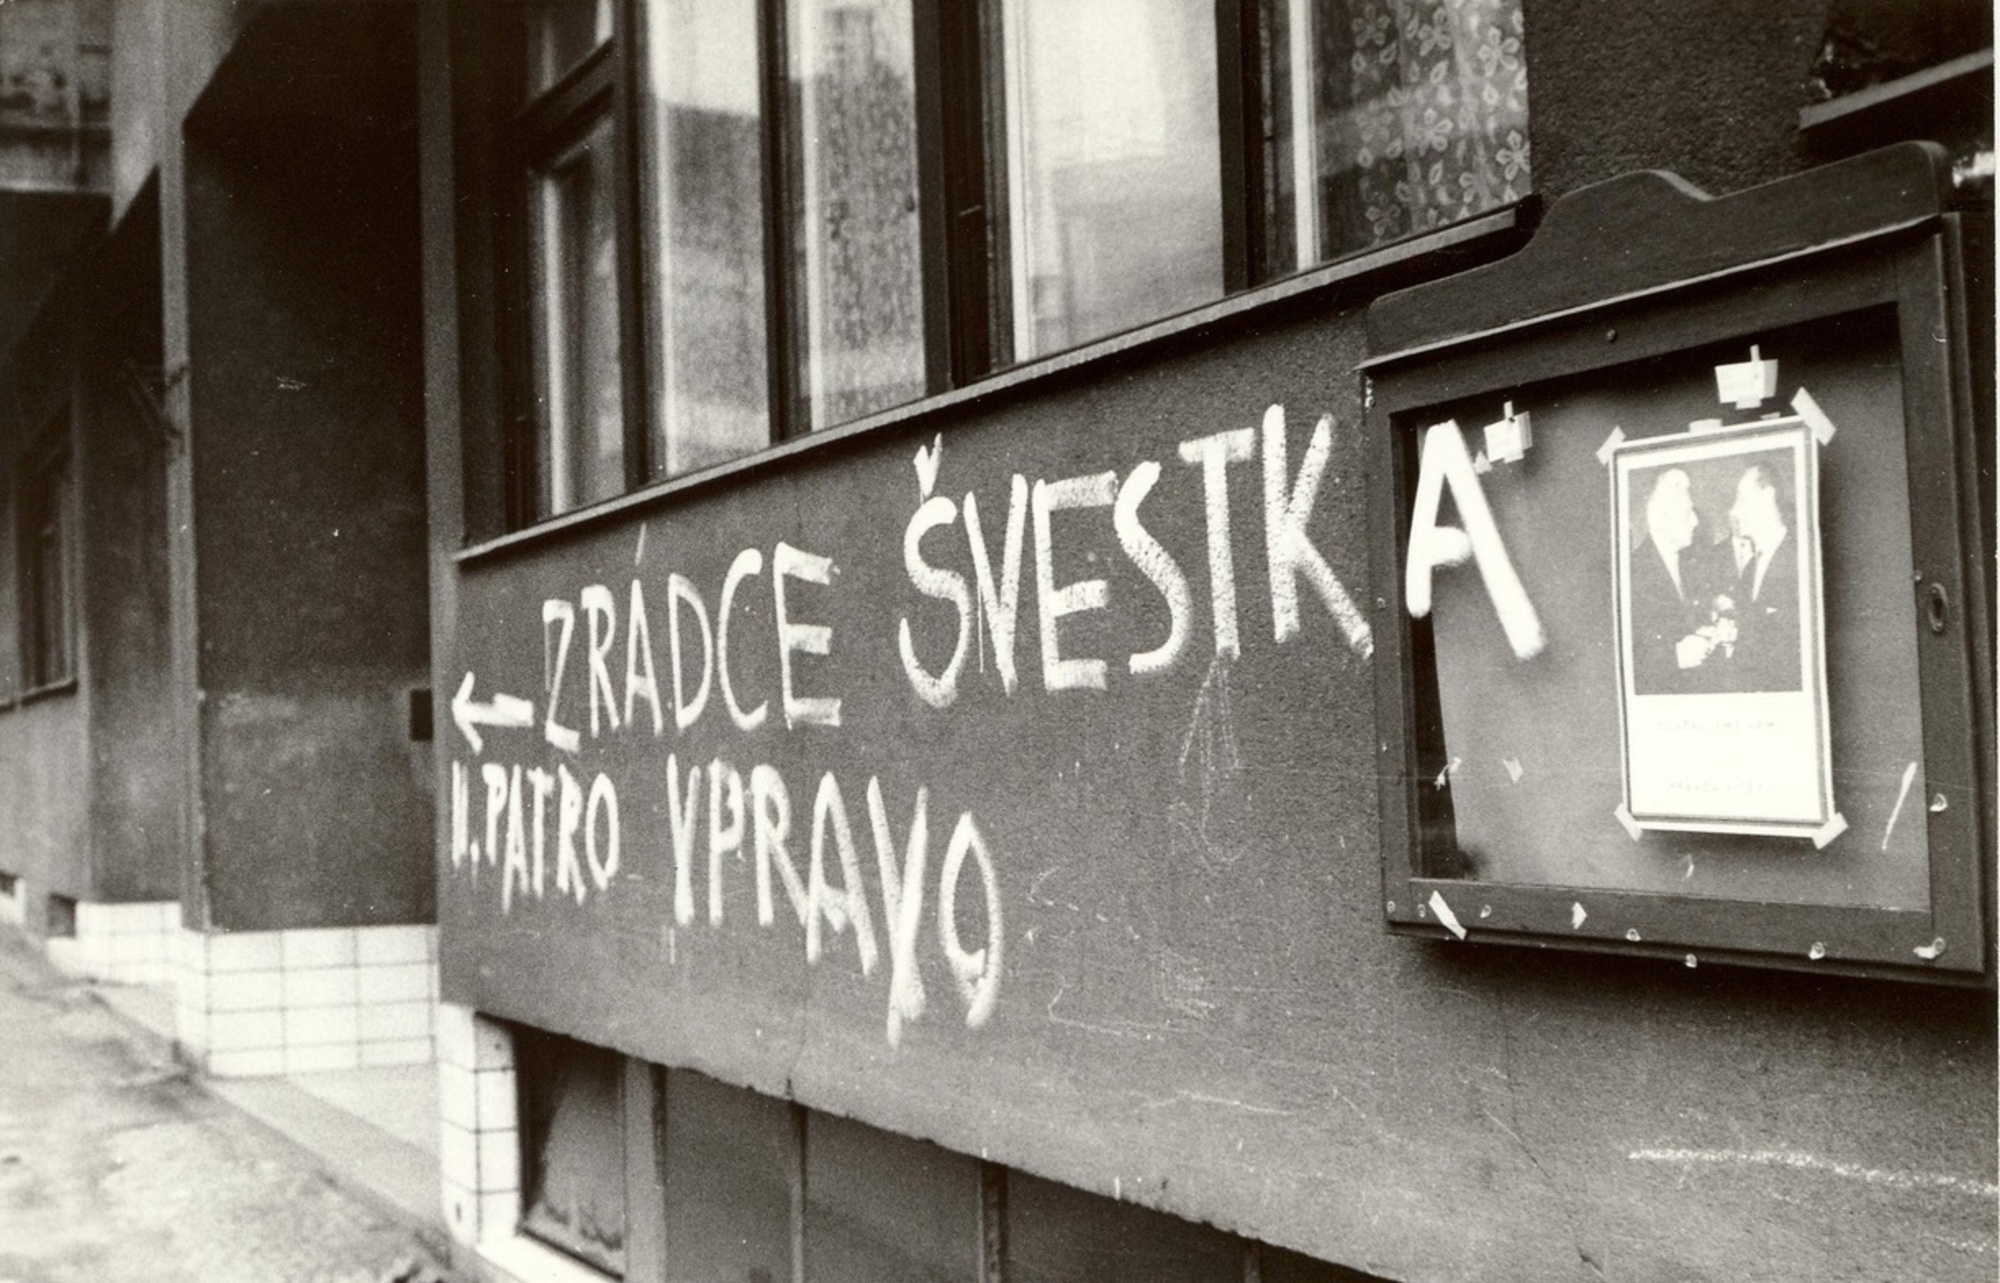 ← ZRÁDCE ŠVESTKA
II. PATRO VPRAVO